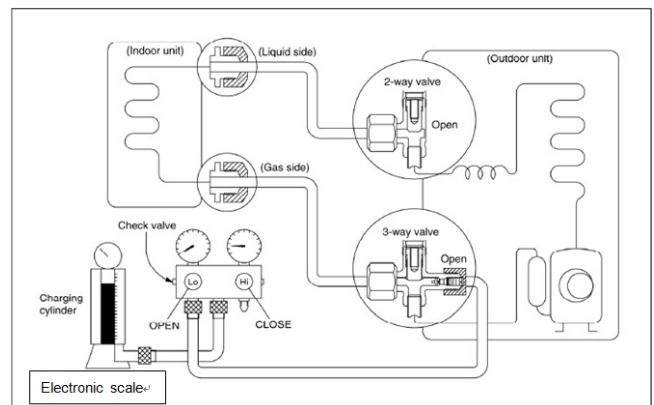 (Indoor unit)
(Liquid side)
(Outdoor unit)
2-way valve
Open
(Gas side)
Check valve
3-way valve
Open
Lo
Hi
Charging
cylinder
OPEN
CLOSE
Electronic scale